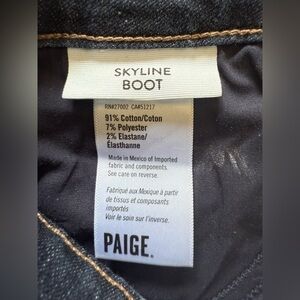 SKYLINE
BOOT
RN#27002 CA#51217
91% Cotton/Coton
7% Polyester
2% Elastane/
Élasthanne
Made in Mexico of Imported
fabric and components.
See care on reverse.
Fabriqué aux Mexique à partir
de tissus et composants
importés
Voir le soin sur l'inverse.
PAIGE.